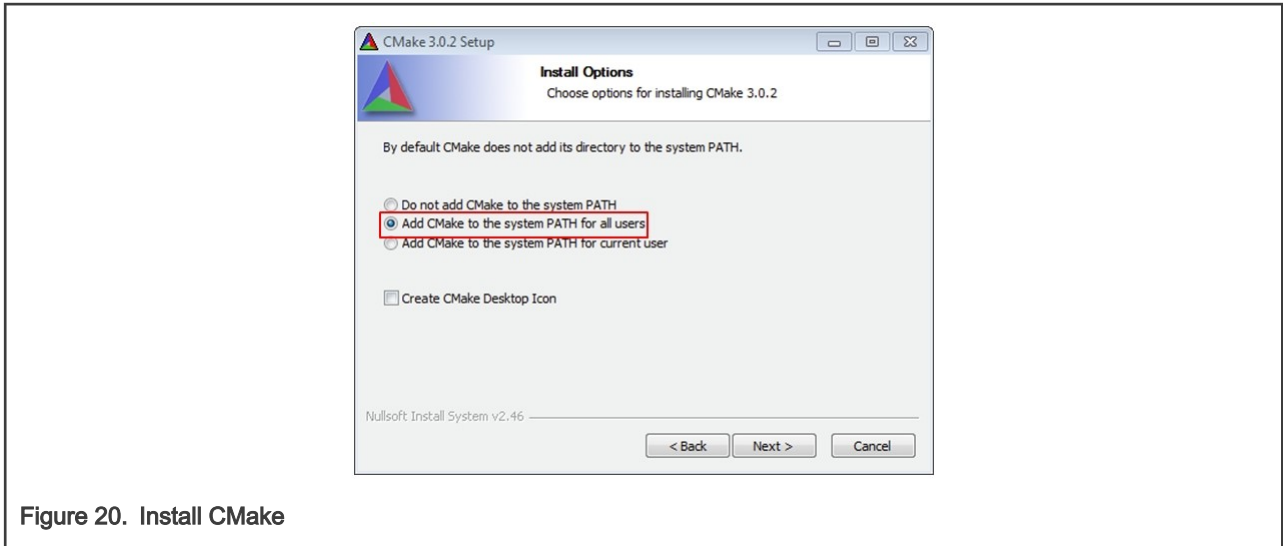 CMake 3.0.2 Setup
Install Options
Choose options for installing CMake 3.0.2
By default CMake does not add its directory to the system PATH.
Do not add CMake to the system PATH
Add CMake to the system PATH for all users
Add CMake to the system PATH for current user
Create CMake Desktop Icon
Nullsoft Install System v2.46
< Back Next > Cancel
Figure 20. Install CMake